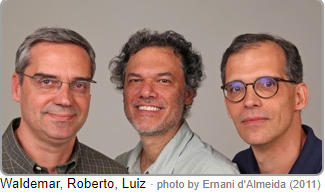 Waldemar, Roberto, Luiz · photo by Ernani d'Almeida (2011)